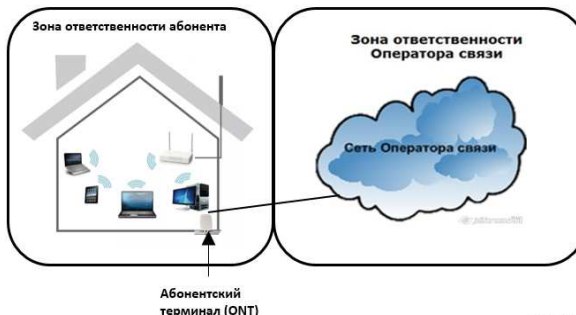 Зона ответственности абонента
Зона ответственности
Оператора связи
Сеть Оператора связи
Абонентский
терминал (ONT)